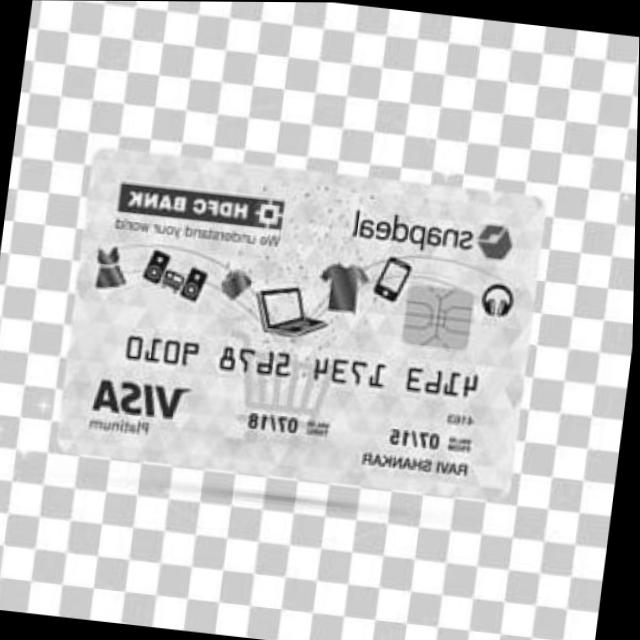 snapdeal
HDFC BANK
We understand your world
4163 1734 5678 9010
4163
07/15 07/18
RAVI SHANKAR
VISA
Platinum